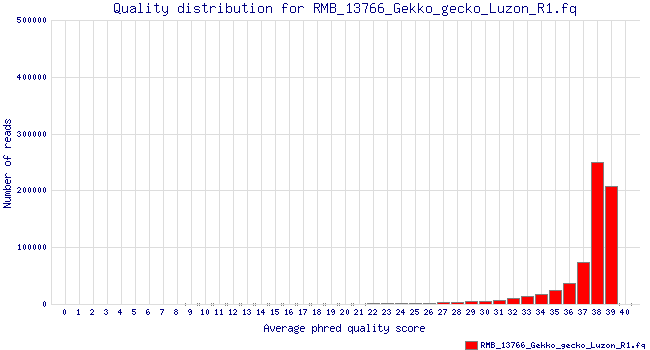 Quality distribution for RMB_13766_Gekko_gecko_Luzon_R1.fq
500000
400000
300000
200000
100000
0
Number of reads
0 1 2 3 4 5 6 7 8 9 10 11 12 13 14 15 16 17 18 19 20 21 22 23 24 25 26 27 28 29 30 31 32 33 34 35 36 37 38 39 40
Average phred quality score
RMB_13766_Gekko_gecko_Luzon_R1.fq